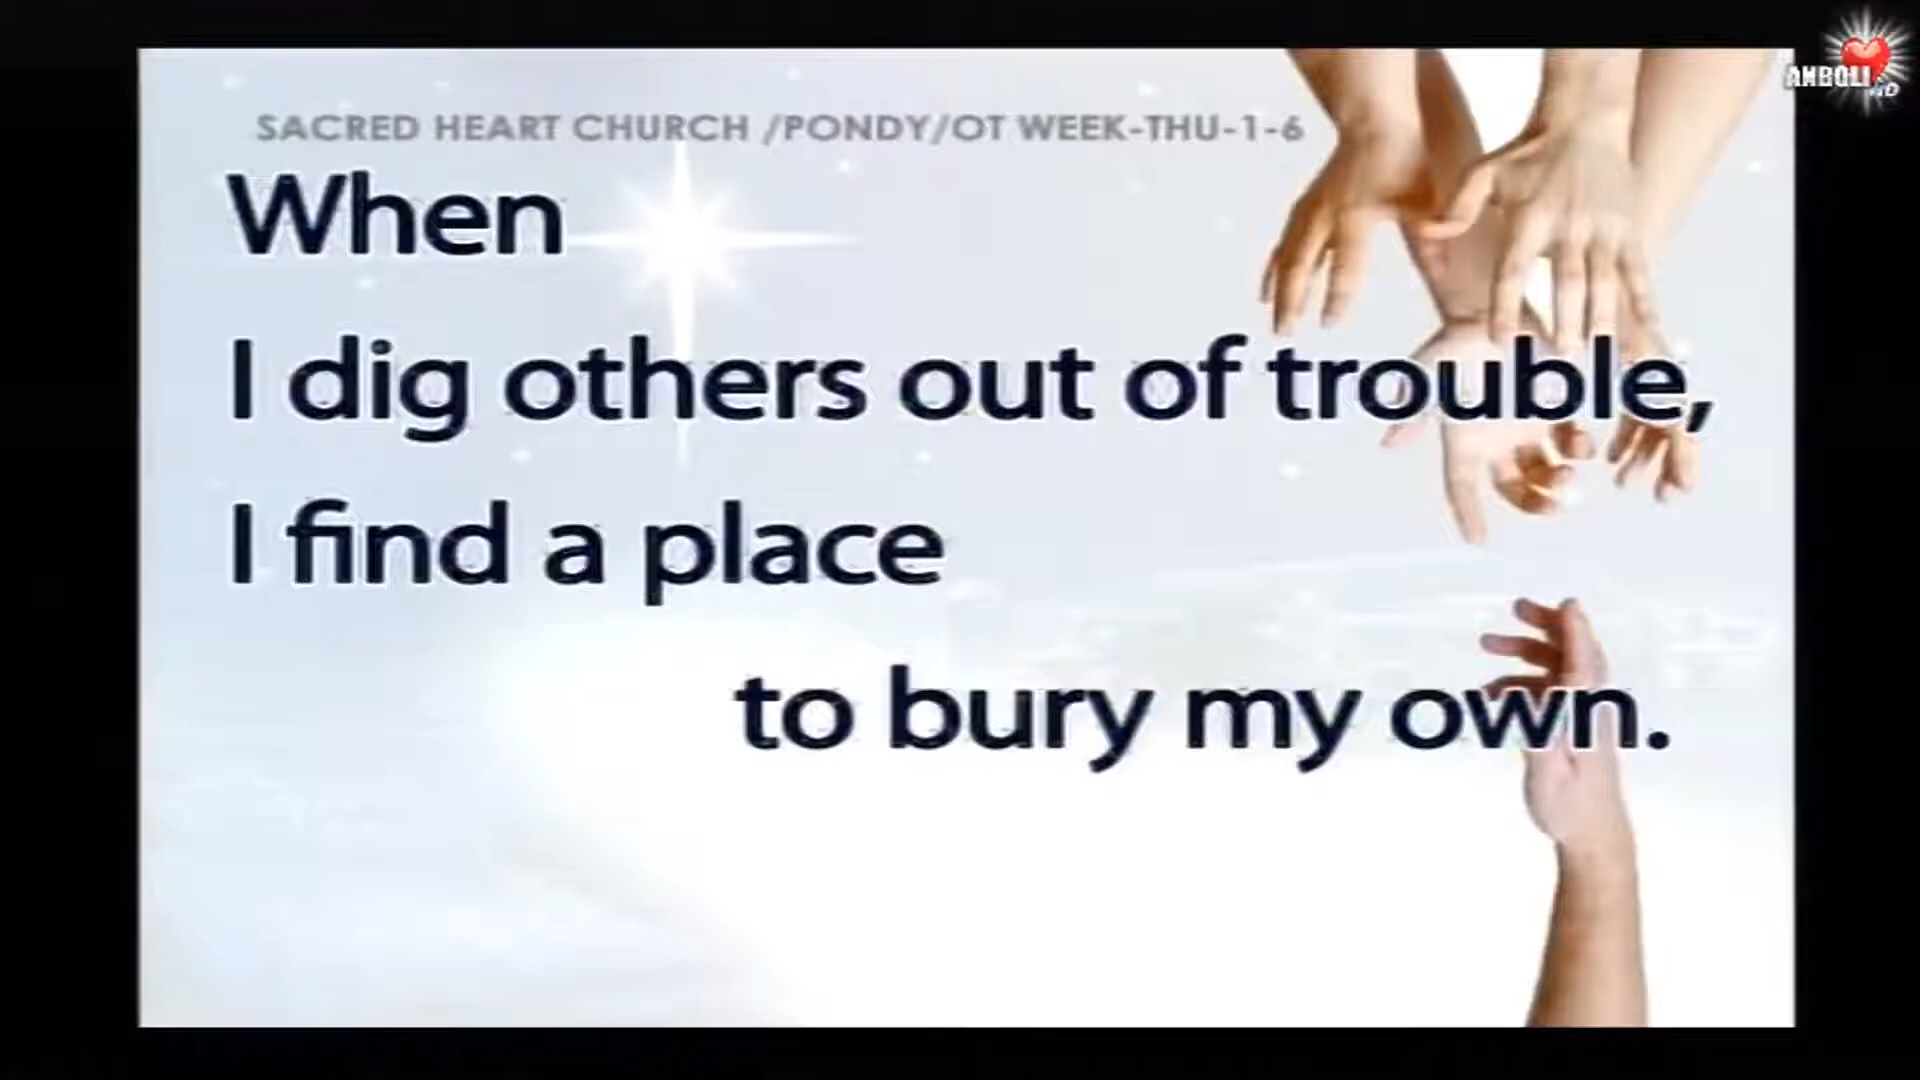 SACRED HEART CHURCH /PONDY/OT WEEK-THU-1-6
When
I dig others out of trouble,
I find a place
to bury my own.
ANBOLI
HD